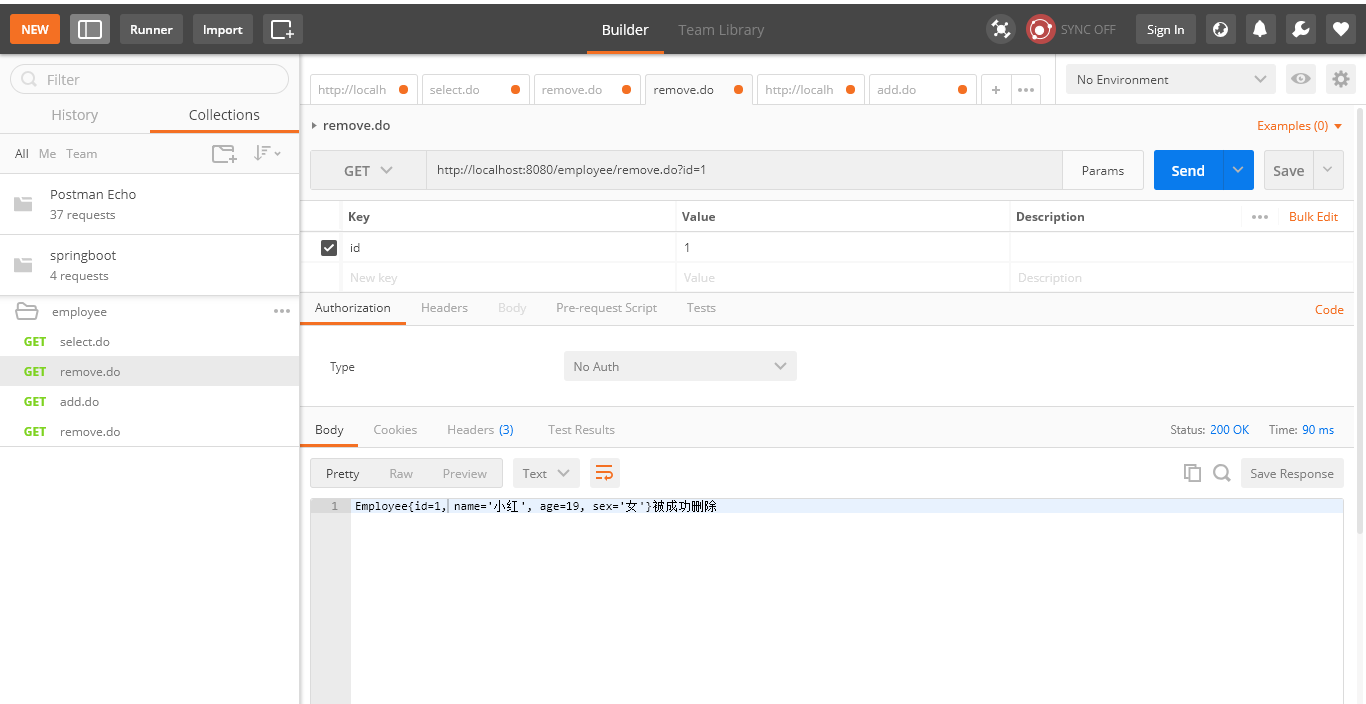 NEW Runner Import Builder Team Library SYNC OFF Sign In
Filter
History Collections
All Me Team
Postman Echo
37 requests
springboot
4 requests
employee
GET select.do
GET remove.do
GET add.do
GET remove.do
http://localh select.do remove.do remove.do http://localh add.do + No Environment
remove.do Examples (0)
GET http://localhost:8080/employee/remove.do?id=1 Params Send Save
Key Value Description Bulk Edit
id 1
New key Value Description
Authorization Headers Body Pre-request Script Tests Code
Type No Auth
Body Cookies Headers (3) Test Results Status: 200 OK Time: 90 ms
Pretty Raw Preview Text Save Response
1 Employee{id=1, name='小红', age=19, sex='女'}被成功删除